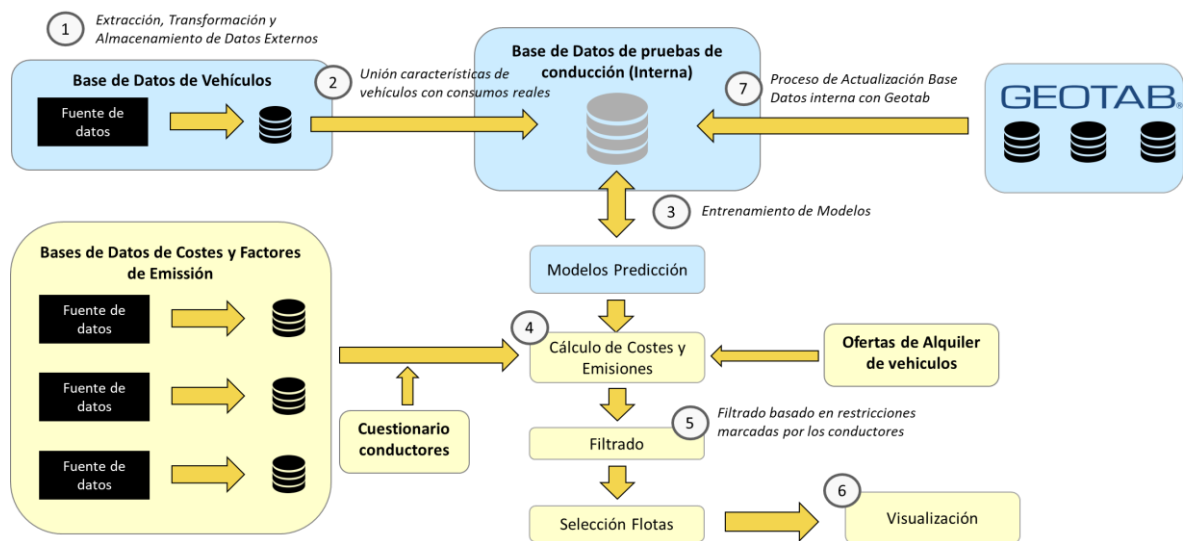 1
Extracción, Transformación y
Almacenamiento de Datos Externos
Base de Datos de Vehículos
Fuente de
datos
2
Unión características de
vehículos con consumos reales
Base de Datos de pruebas de
conducción (Interna)
7
Proceso de Actualización Base
Datos interna con Geotab
GEOTAB®
3
Entrenamiento de Modelos
Modelos Predicción
Bases de Datos de Costes y Factores
de Emissión
Fuente de
datos
Fuente de
datos
Fuente de
datos
Cuestionario
conductores
4
Cálculo de Costes y
Emisiones
Ofertas de Alquiler
de vehiculos
5
Filtrado basado en restricciones
marcadas por los conductores
Filtrado
Selección Flotas
6
Visualización